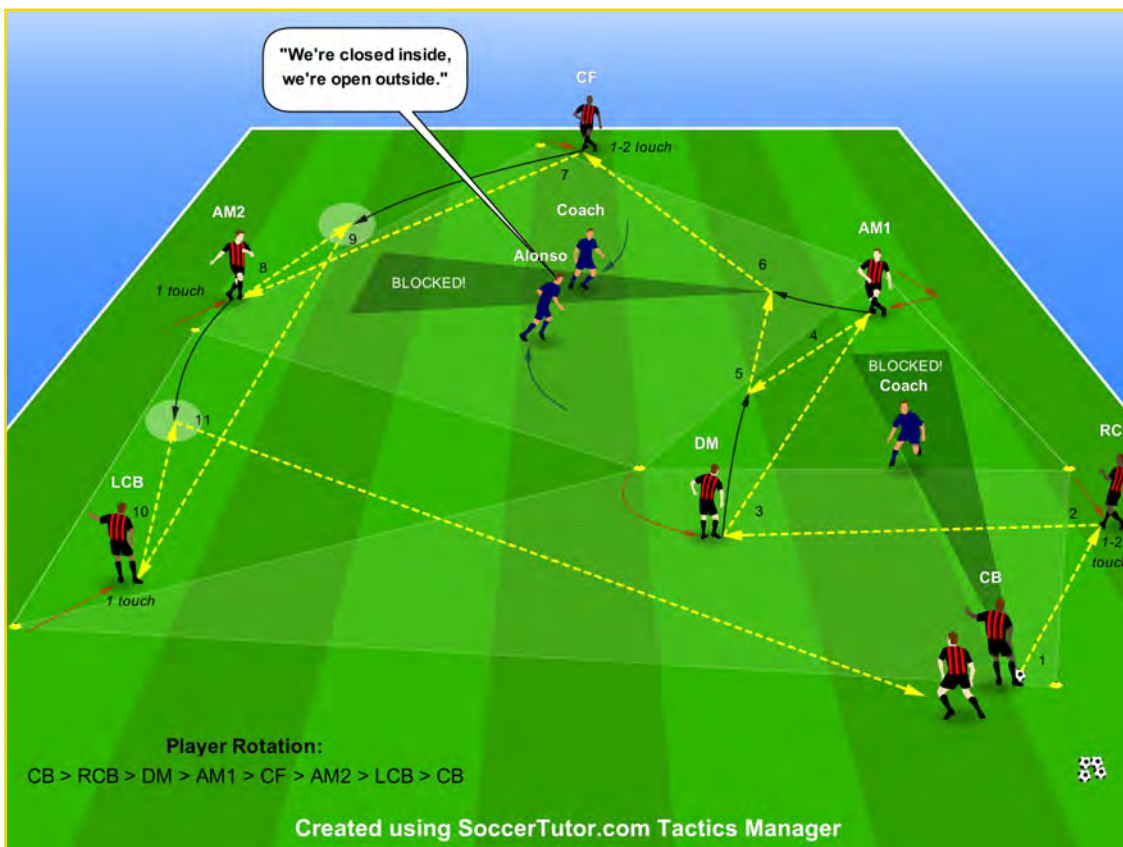 "We're closed inside,
we're open outside."
CF
1-2 touch
7
AM2
Coach
AM1
9
Alonso
8
6
BLOCKED!
1 touch
4
BLOCKED!
Coach
5
11
DM
RC
LCB
10
3
2
1-2
touch
CB
1 touch
1
Player Rotation:
CB > RCB > DM > AM1 > CF > AM2 > LCB > CB
Created using SoccerTutor.com Tactics Manager